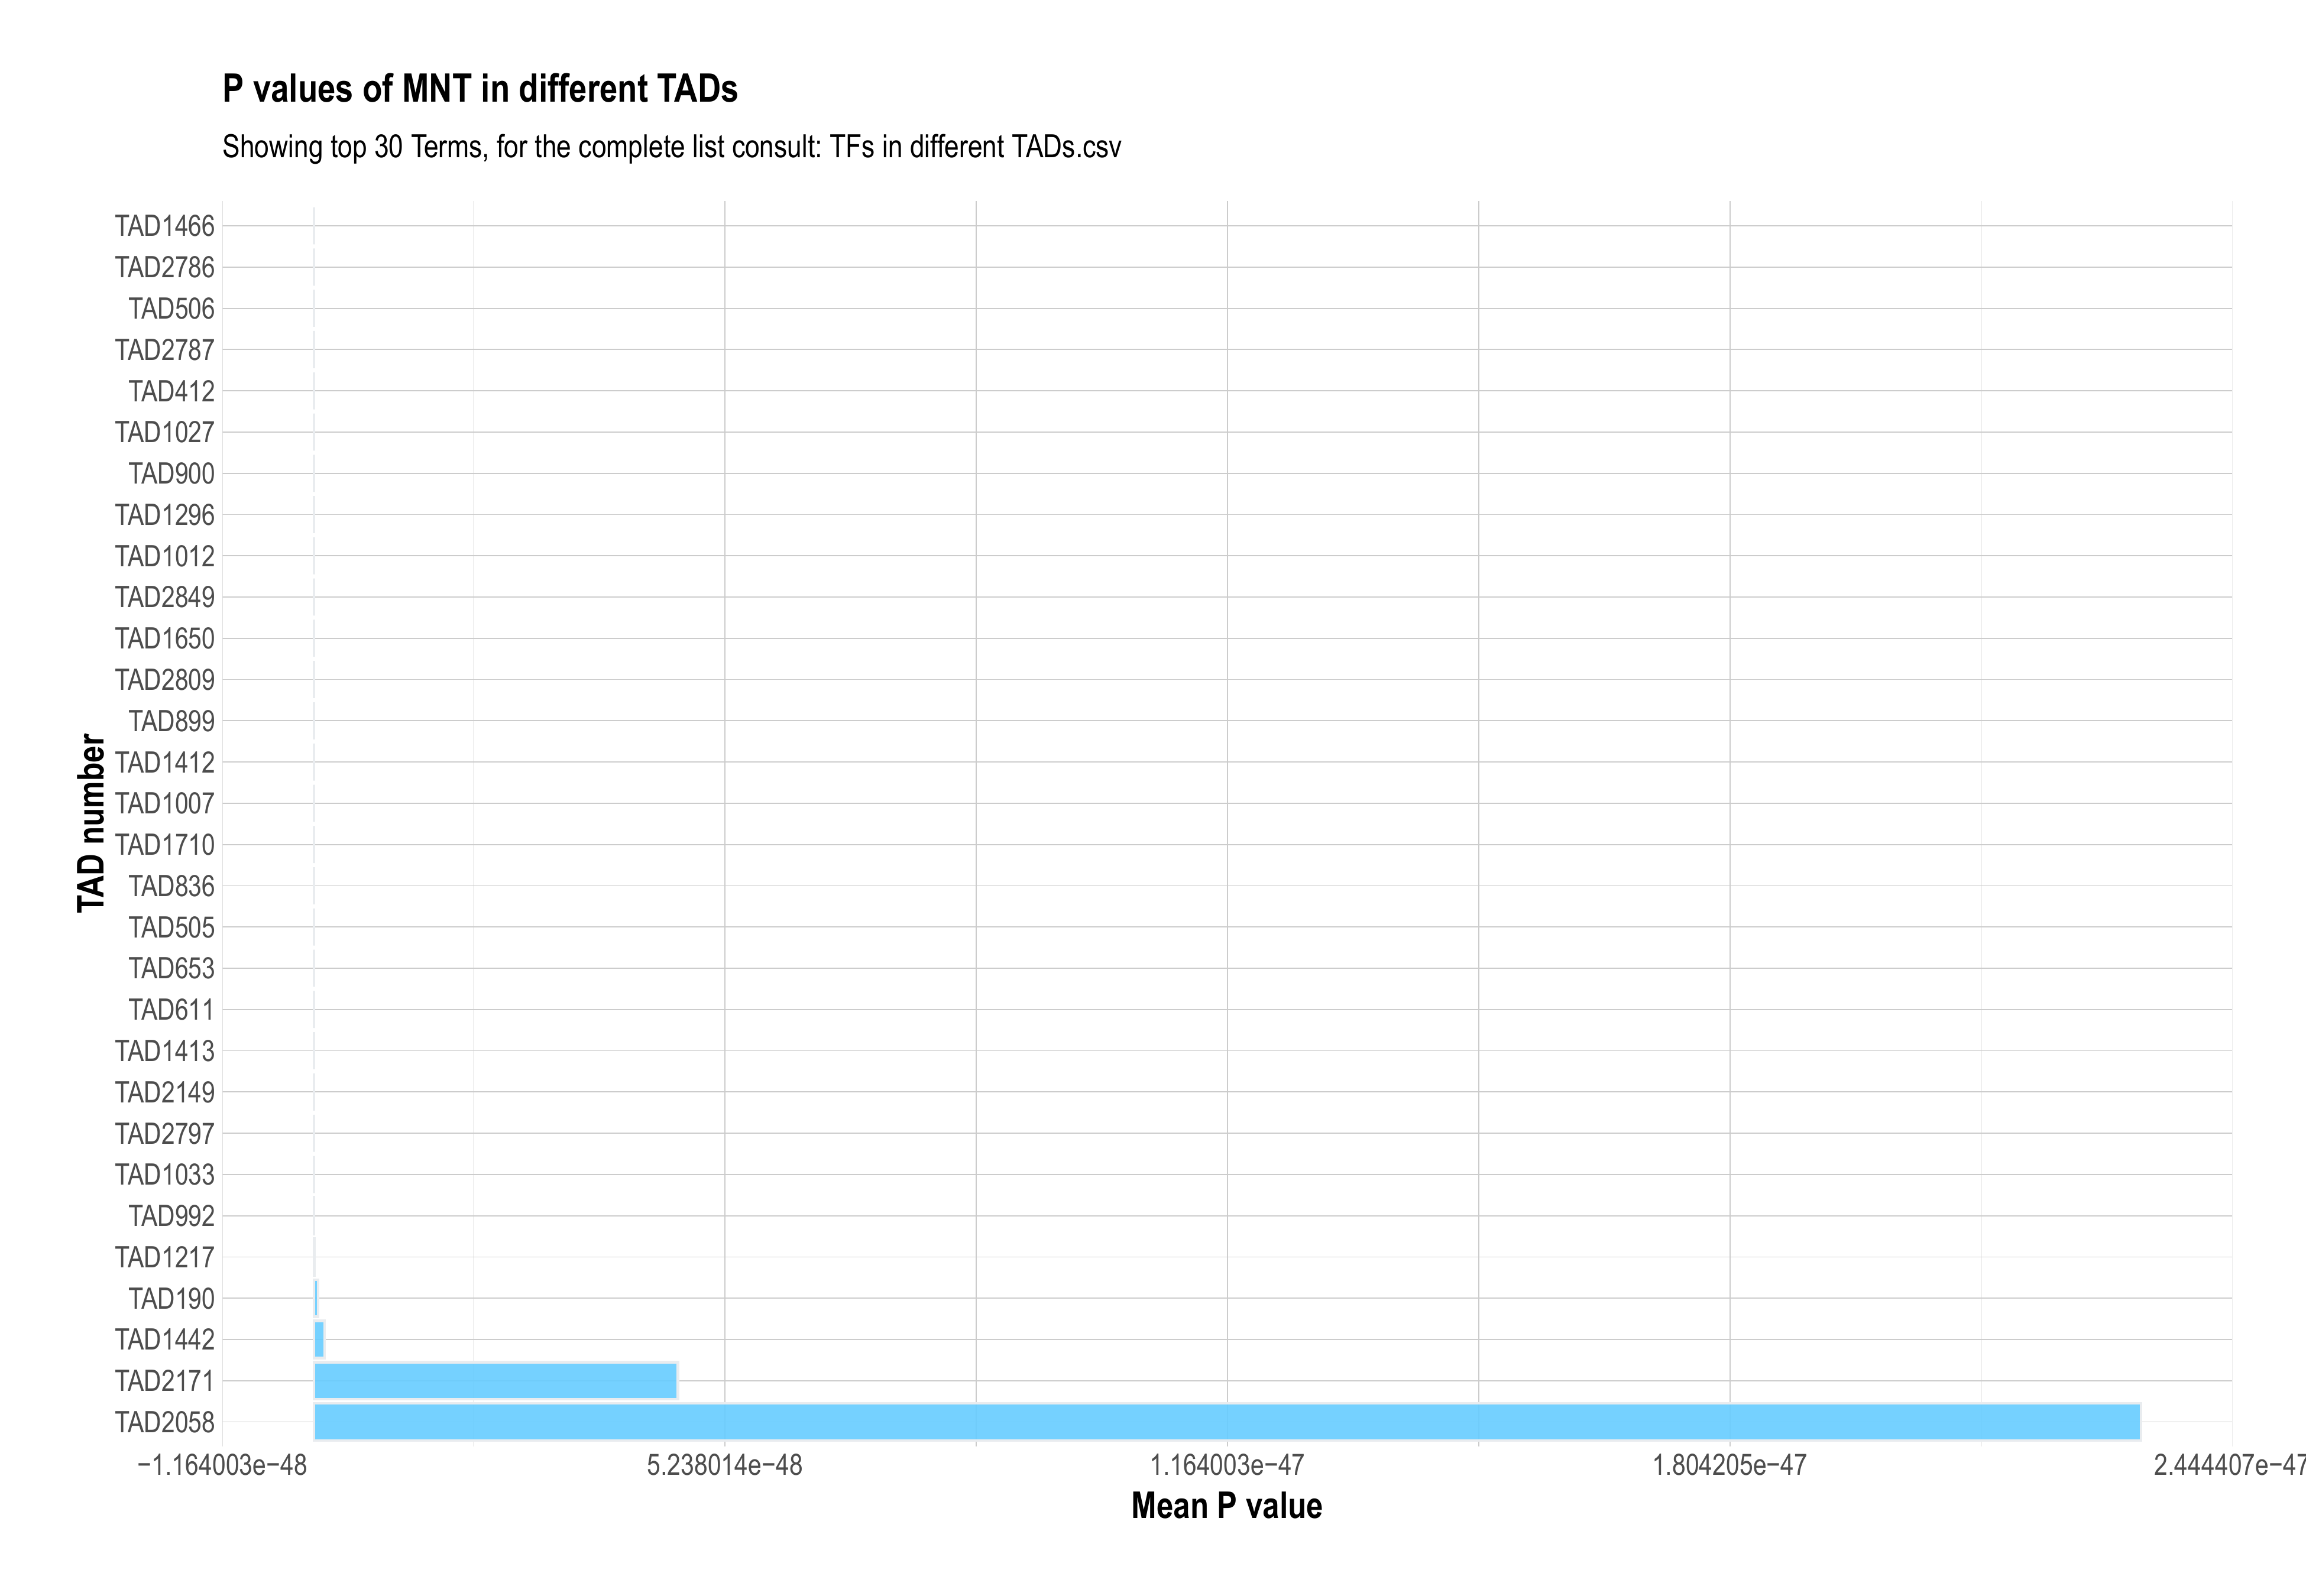 P values of MNT in different TADs
Showing top 30 Terms, for the complete list consult: TFs in different TADs.csv
TAD number
TAD1466
TAD2786
TAD506
TAD2787
TAD412
TAD1027
TAD900
TAD1296
TAD1012
TAD2849
TAD1650
TAD2809
TAD899
TAD1412
TAD1007
TAD1710
TAD836
TAD505
TAD653
TAD611
TAD1413
TAD2149
TAD2797
TAD1033
TAD992
TAD1217
TAD190
TAD1442
TAD2171
TAD2058
−1.164003e−48 5.238014e−48 1.164003e−47 1.804205e−47 2.444407e−47
Mean P value